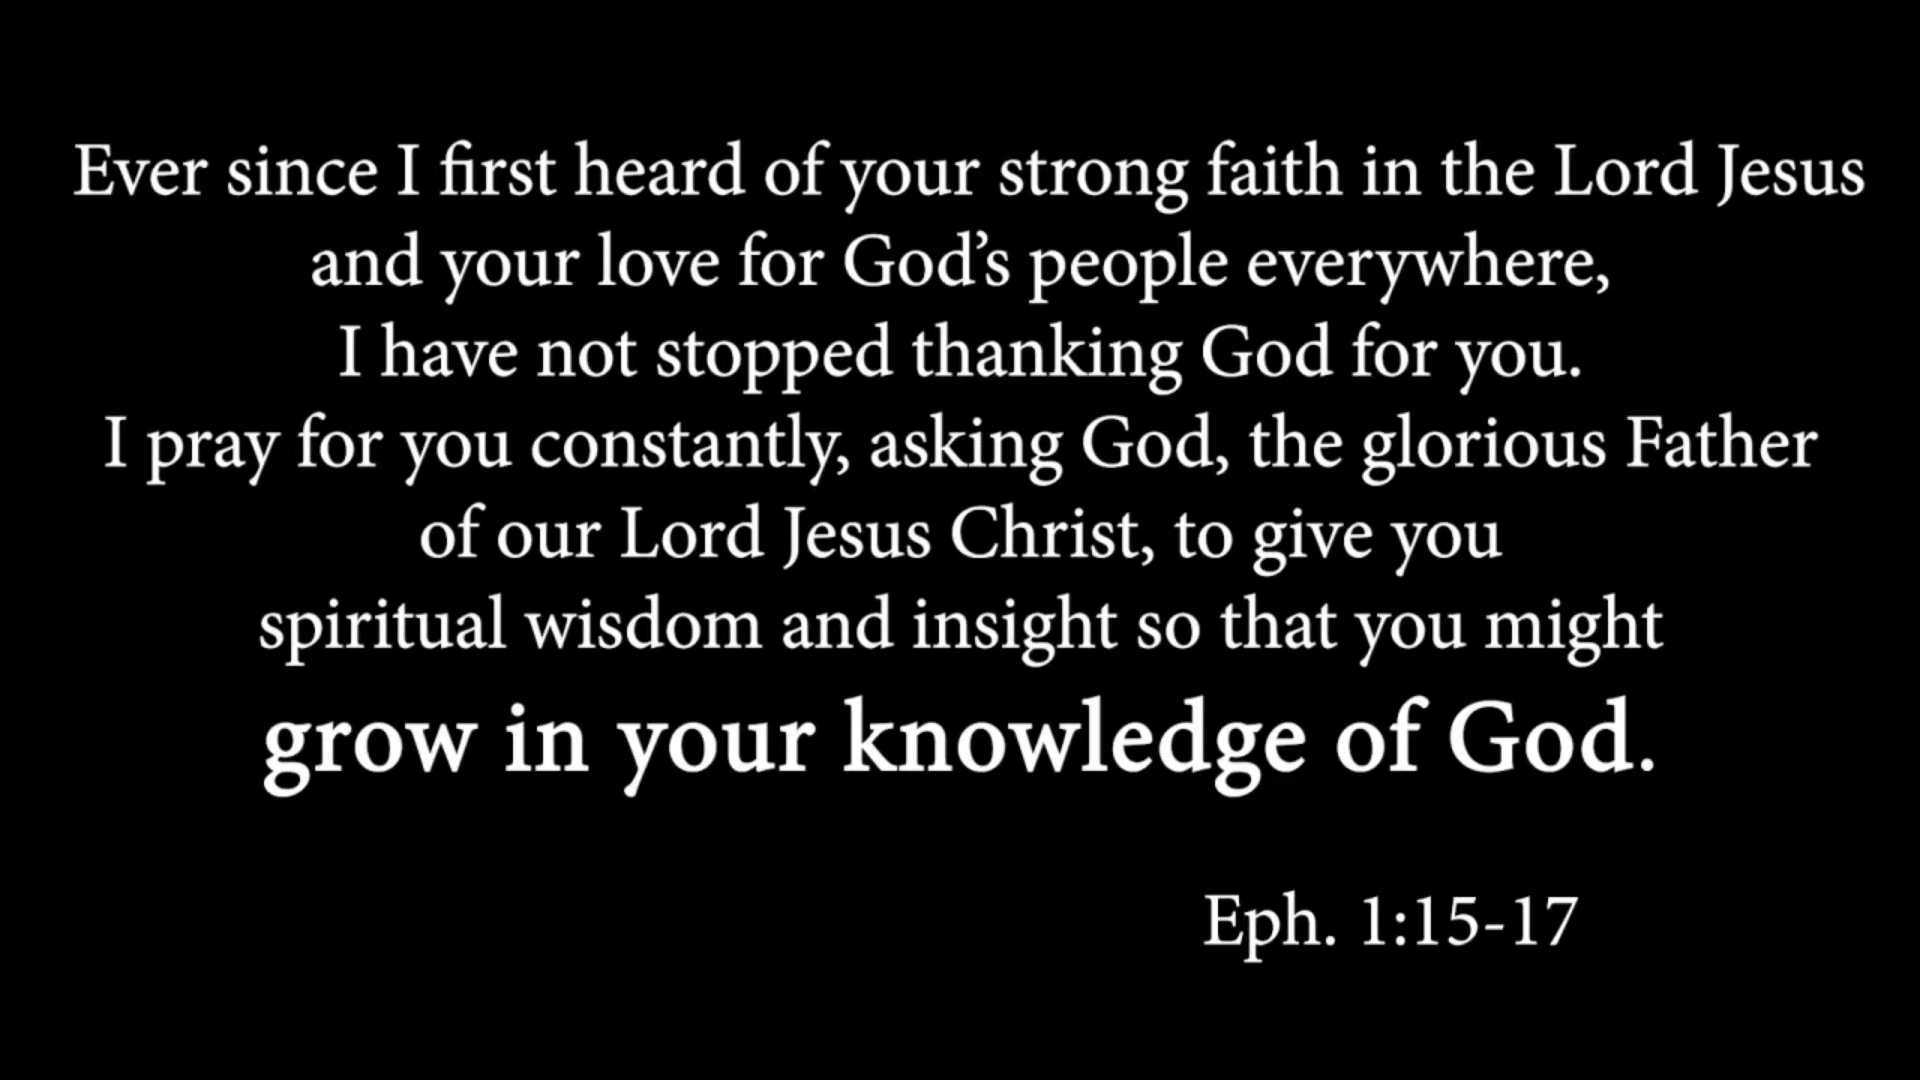 Ever since I first heard of your strong faith in the Lord Jesus
and your love for God’s people everywhere,
I have not stopped thanking God for you.
I pray for you constantly, asking God, the glorious Father
of our Lord Jesus Christ, to give you
spiritual wisdom and insight so that you might
grow in your knowledge of God.
Eph. 1:15-17